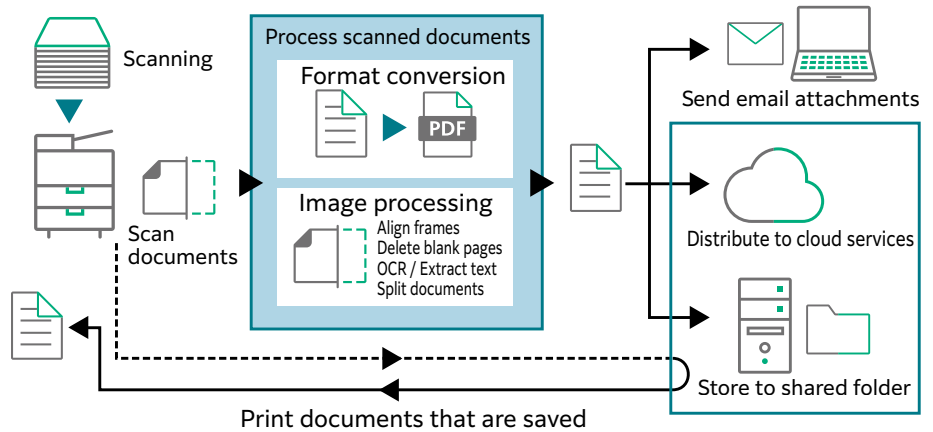 Scanning
Scan
documents
Process scanned documents
Format conversion
PDF
Image processing
Align frames
Delete blank pages
OCR / Extract text
Split documents
Send email attachments
Distribute to cloud services
Store to shared folder
Print documents that are saved